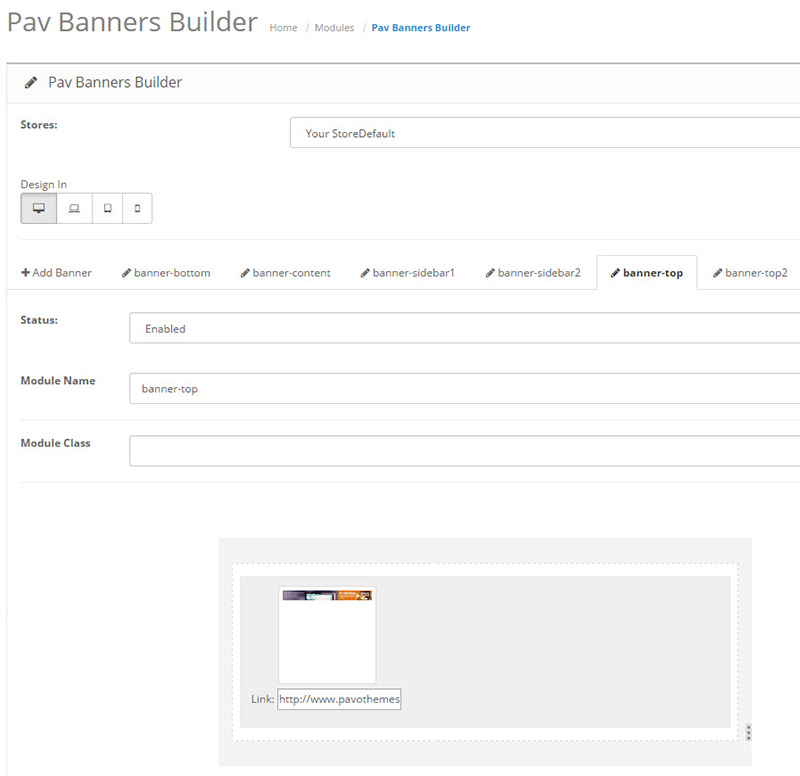 Pav Banners Builder Home / Modules / Pav Banners Builder
Pav Banners Builder
Stores:
Your StoreDefault
Design In
+ Add Banner banner-bottom banner-content banner-sidebar1 banner-sidebar2 banner-top banner-top2
Status:
Enabled
Module Name
banner-top
Module Class
Link: http://www.pavothemes